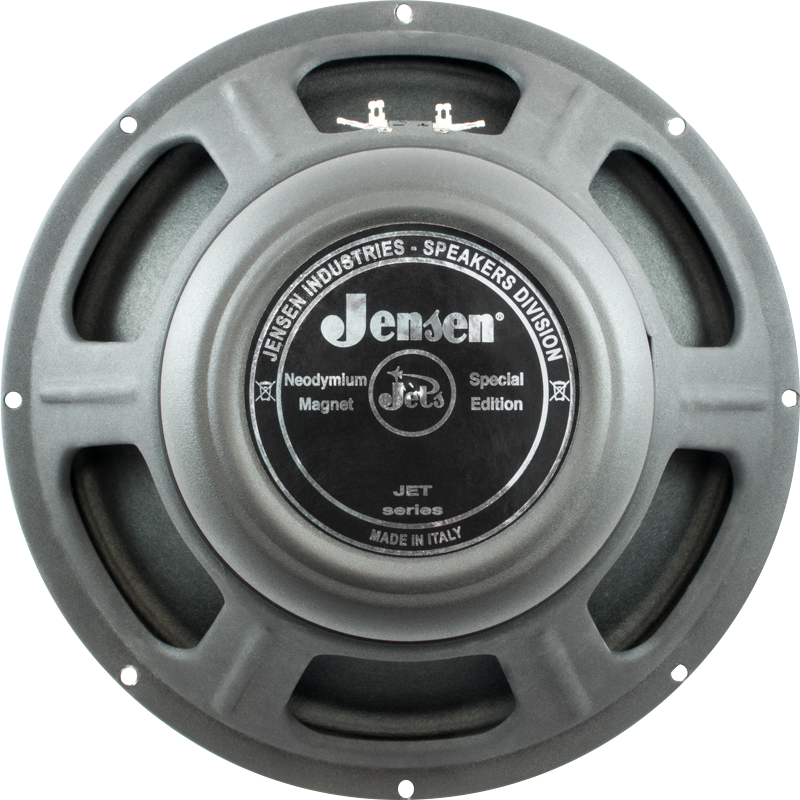 JENSEN INDUSTRIES - SPEAKERS DIVISION
Jensen®
Neodymium Magnet
Jets
Special Edition
JET
series
MADE IN ITALY